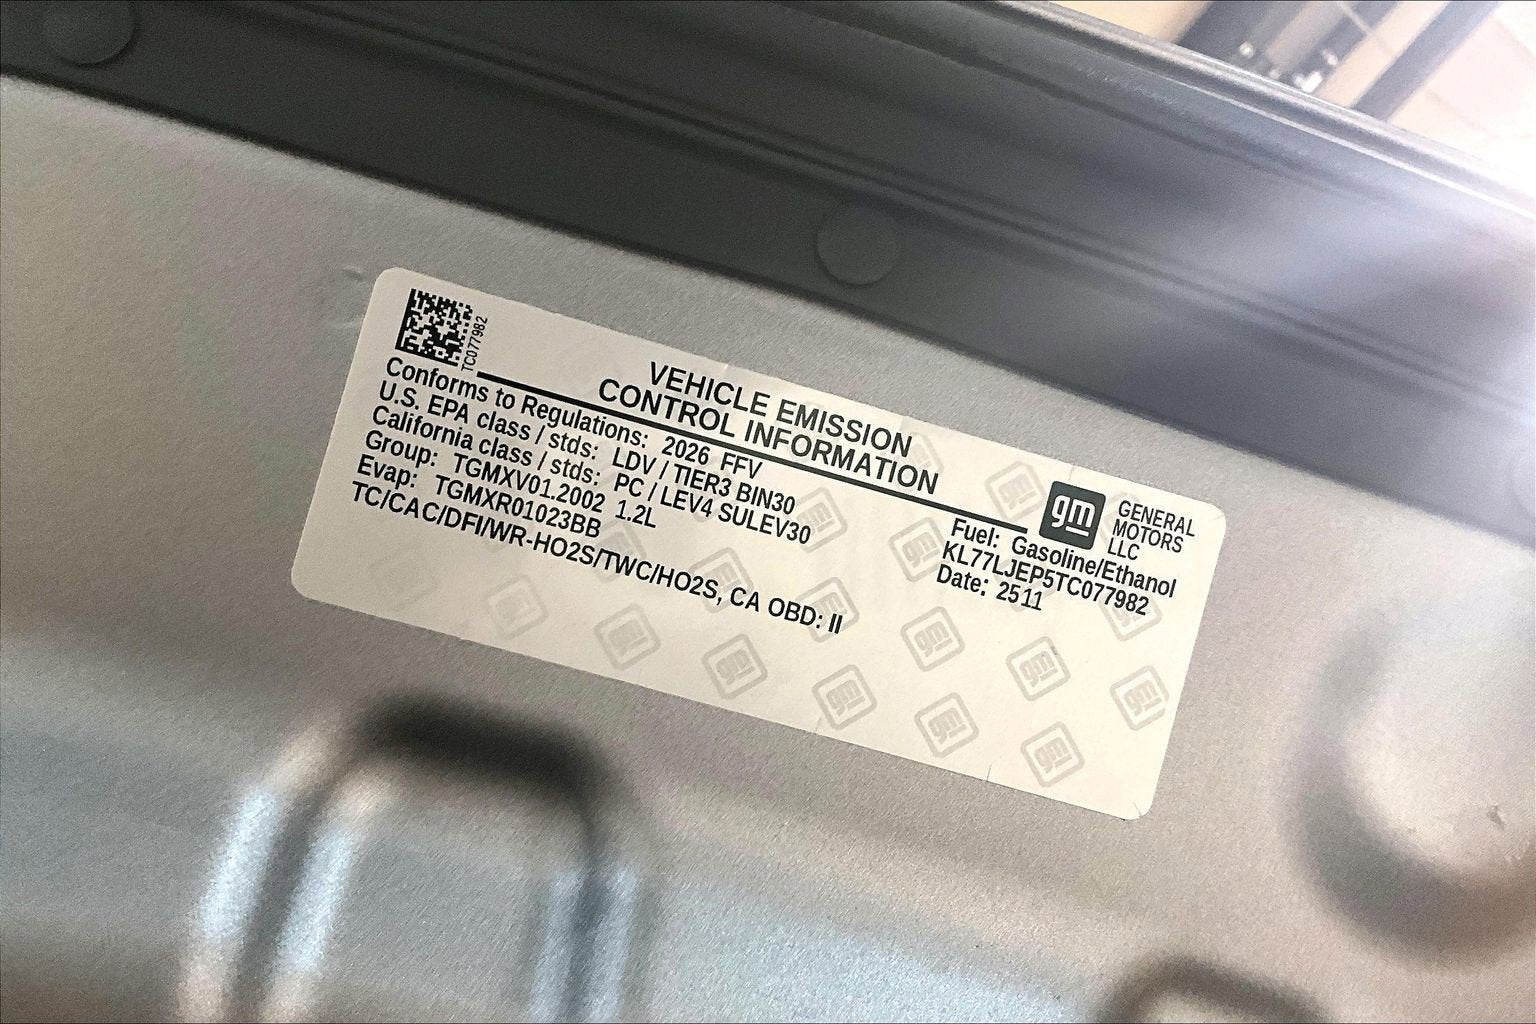 TC077982
VEHICLE EMISSION
CONTROL INFORMATION
gm GENERAL
MOTORS
LLC
Conforms to Regulations: 2026 FFV
U.S. EPA class / stds: LDV / TIER3 BIN30
California class / stds: PC / LEV4 SULEV30
Group: TGMXV01.2002 1.2L
Evap: TGMXR01023BB
TC/CAC/DFI/WR-HO2S/TWC/HO2S, CA OBD: II
Fuel: Gasoline/Ethanol
KL77LJEP5TC077982
Date: 2511